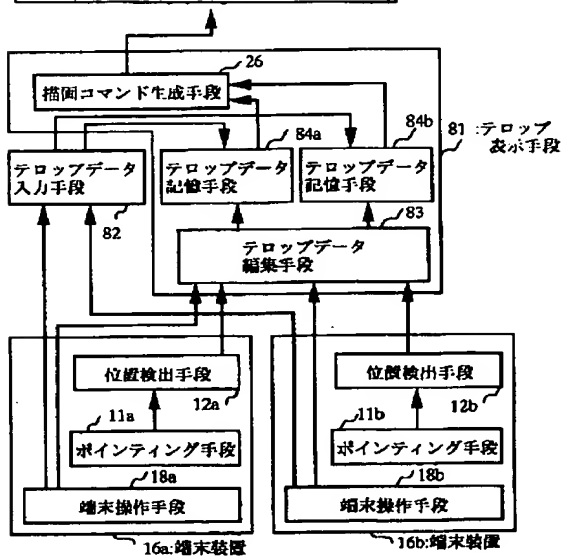 26
描画コマンド生成手段
84a
84b
81:テロップ
表示手段
テロップデータ
入力手段
82
テロップデータ
記憶手段
テロップデータ
記憶手段
83
テロップデータ
編集手段
位置検出手段
12a
11a
ポインティング手段
18a
端末操作手段
16a:端末装置
位置検出手段
12b
11b
ポインティング手段
18b
端末操作手段
16b:端末装置